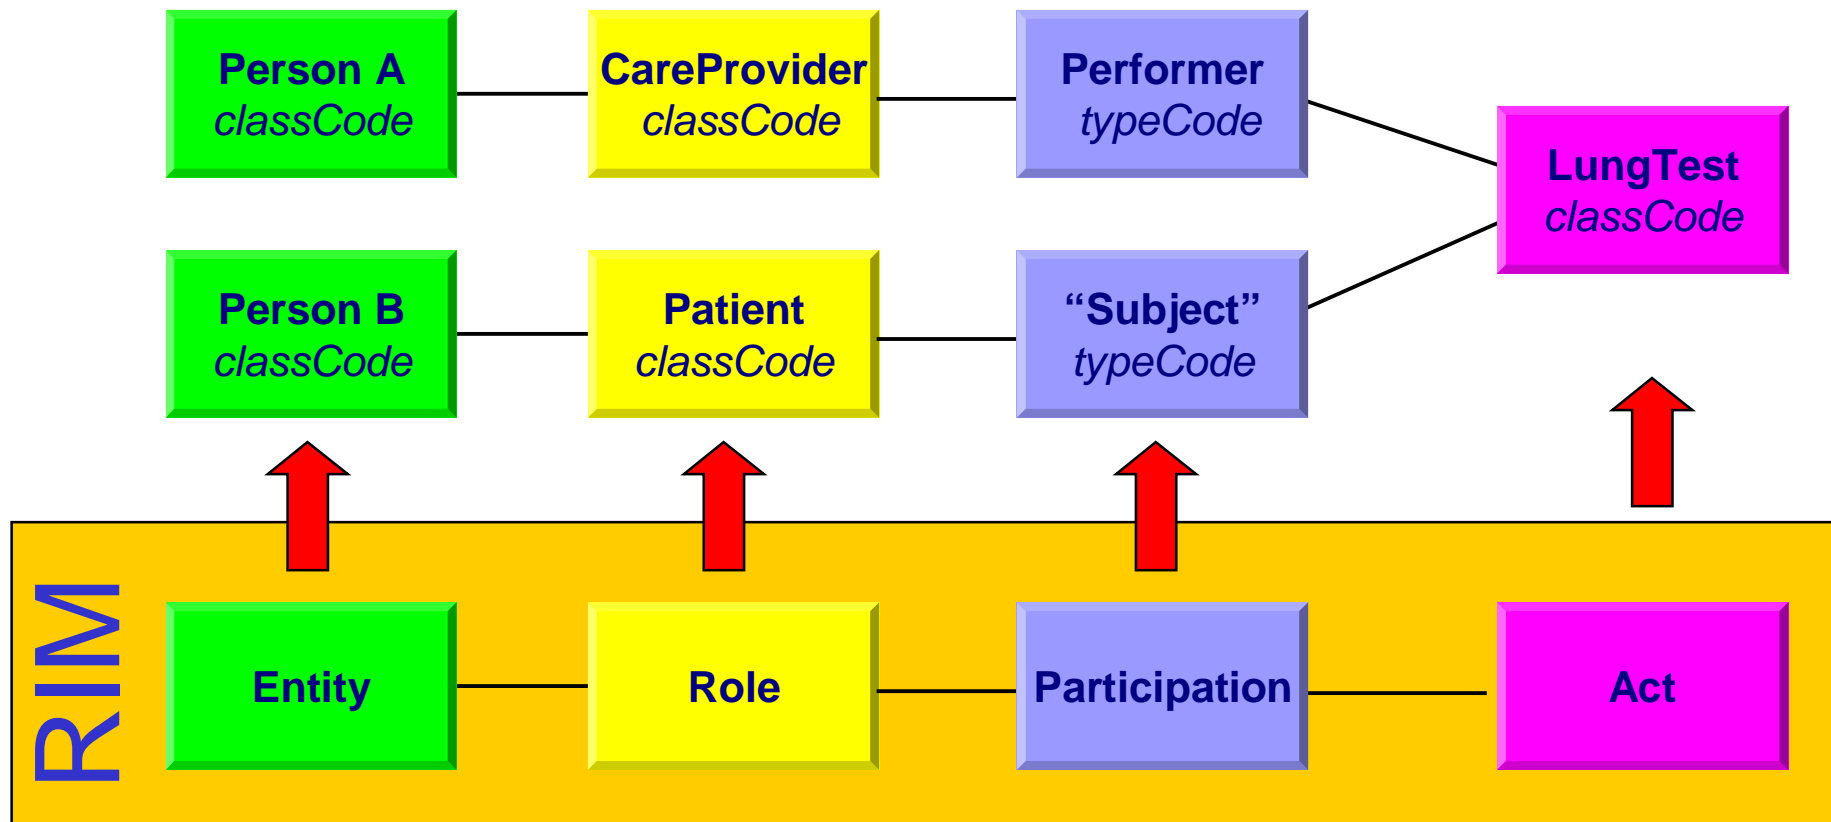 Person A
classCode
CareProvider
classCode
Performer
typeCode
LungTest
classCode
Person B
classCode
Patient
classCode
“Subject”
typeCode
RIM
Entity
Role
Participation
Act